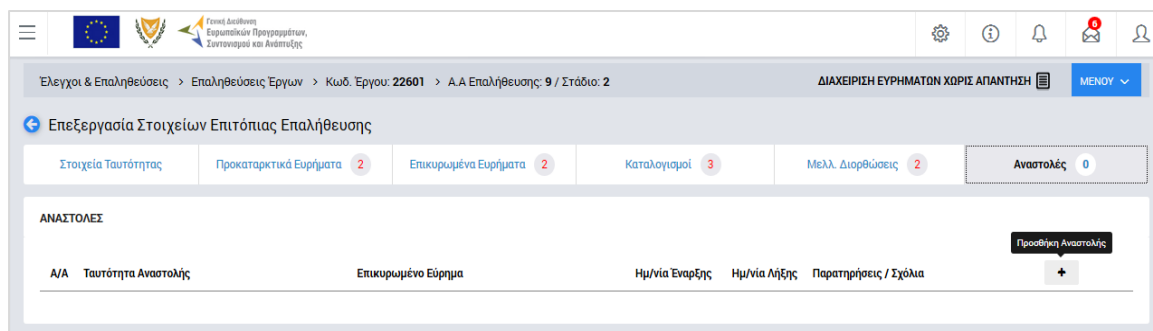 Γενική Διεύθυνση
Ευρωπαϊκών Προγραμμάτων,
Συντονισμού και Ανάπτυξης
6
Έλεγχοι & Επαληθεύσεις > Επαληθεύσεις Έργων > Κωδ. Έργου: 22601 > Α.Α Επαλήθευσης: 9 / Στάδιο: 2
ΔΙΑΧΕΙΡΙΣΗ ΕΥΡΗΜΑΤΩΝ ΧΩΡΙΣ ΑΠΑΝΤΗΣΗ
ΜΕΝΟΥ
Επεξεργασία Στοιχείων Επιτόπιας Επαλήθευσης
Στοιχεία Ταυτότητας Προκαταρκτικά Ευρήματα 2 Επικυρωμένα Ευρήματα 2 Καταλογισμοί 3 Μελλ. Διορθώσεις 2 Αναστολές 0
ΑΝΑΣΤΟΛΕΣ
Προσθήκη Αναστολής
Α/Α Ταυτότητα Αναστολής Επικυρωμένο Εύρημα Ημ/νία Έναρξης Ημ/νία Λήξης Παρατηρήσεις / Σχόλια +